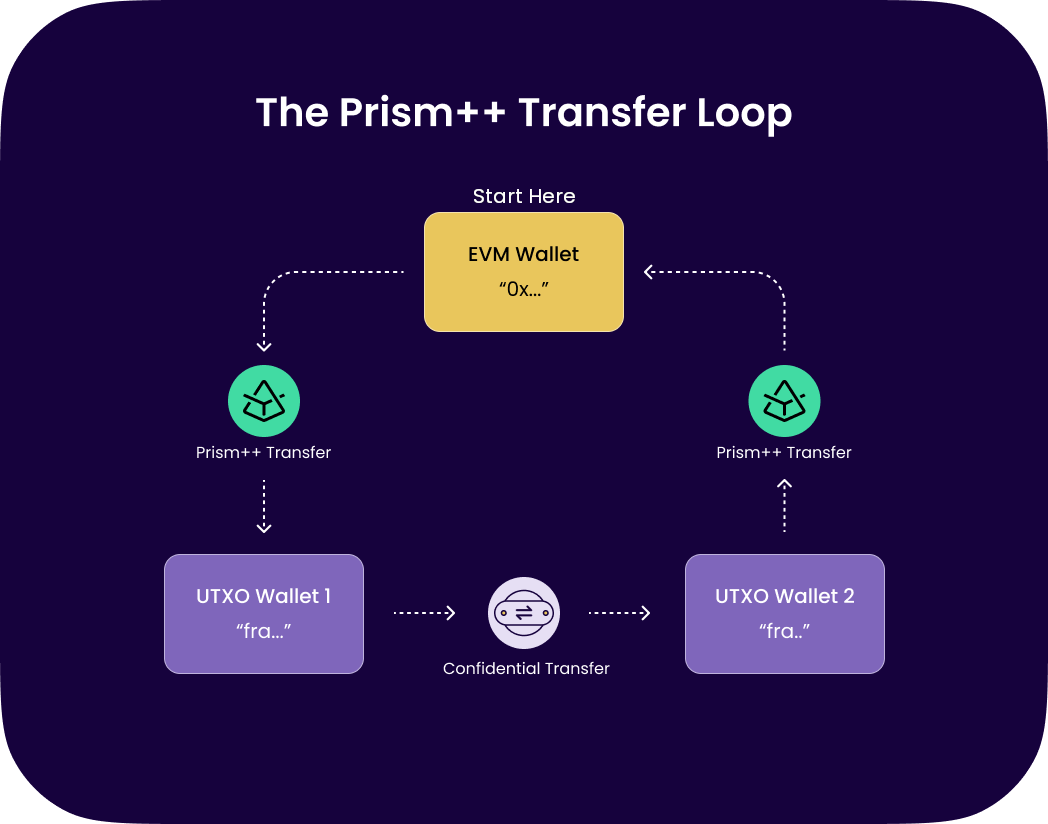 The Prism++ Transfer Loop
Start Here
EVM Wallet
“0x...”
Prism++ Transfer
Prism++ Transfer
UTXO Wallet 1
“fra...”
UTXO Wallet 2
“fra..”
Confidential Transfer